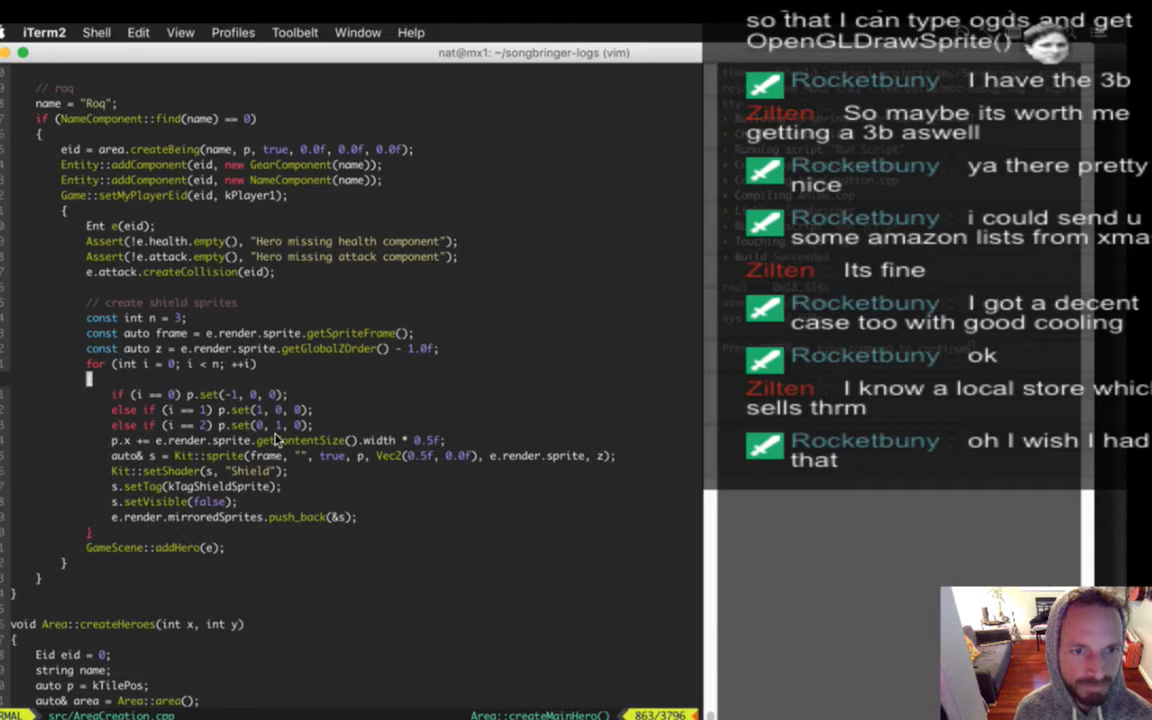 iTerm2 Shell Edit View Profiles Toolbelt Window Help
nat@mx1: ~/songbringer-logs (vim)
// roq
name = "Roq";
if (NameComponent::find(name) == 0)
{
eid = area.createBeing(name, p, true, 0.0f, 0.0f, 0.0f);
Entity::addComponent(eid, new GearComponent(name));
Entity::addComponent(eid, new NameComponent(name));
Game::setMyPlayerEid(eid, kPlayer1);
{
Ent e(eid);
Assert(!e.health.empty(), "Hero missing health component");
Assert(!e.attack.empty(), "Hero missing attack component");
e.attack.createCollision(eid);
// create shield sprites
const int n = 3;
const auto frame = e.render.sprite.getSpriteFrame();
const auto z = e.render.sprite.getGlobalZOrder() - 1.0f;
for (int i = 0; i < n; ++i)
if (i == 0) p.set(-1, 0, 0);
else if (i == 1) p.set(1, 0, 0);
else if (i == 2) p.set(0, 1, 0);
p.x += e.render.sprite.getContentSize().width * 0.5f;
auto& s = Kit::sprite(frame, "", true, p, Vec2(0.5f, 0.0f), e.render.sprite, z);
Kit::setShader(s, "Shield");
s.setTag(kTagShieldSprite);
s.setVisible(false);
e.render.mirroredSprites.push_back(&s);
}
GameScene::addHero(e);
}
}
}
void Area::createHeroes(int x, int y)
{
Eid eid = 0;
string name;
auto p = kTilePos;
auto& area = Area::area();
RMAL src/AreaCreation.cpp Area::createMainHero() 863/3796
so that I can type ogds and get
OpenGLDrawSprite()
Rocketbuny : I have the 3b
Zilten : So maybe its worth me
getting a 3b aswell
Rocketbuny : ya there pretty
nice
Rocketbuny : i could send u
some amazon lists from xma
Zilten : Its fine
Rocketbuny : I got a decent
case too with good cooling
Rocketbuny : ok
Zilten : I know a local store whic
sells thrm
Rocketbuny : oh I wish I had
that